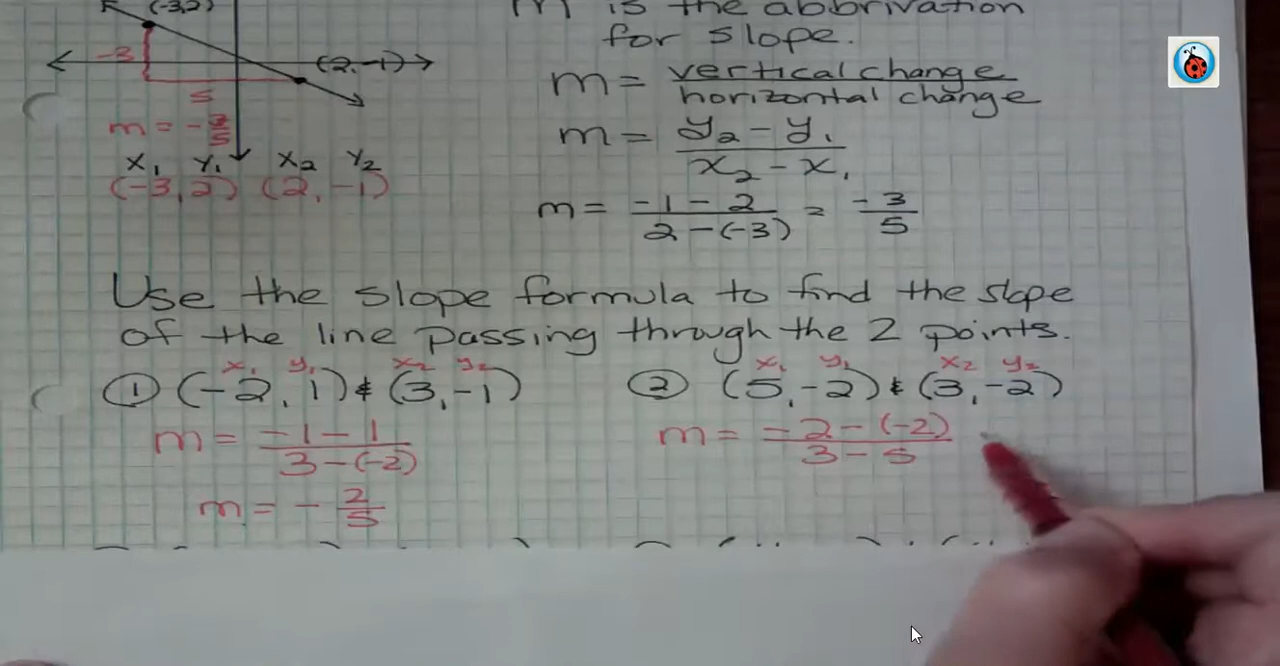 (-3,2)
-3
(2,-1)
5
m = -3/5
x₁ y₁ x₂ y₂
(-3,2) (2,-1)
m is the abbrivation
for slope.
m = vertical change / horizontal change
m = y₂ - y₁ / x₂ - x₁
m = -1 - 2 / 2 - (-3) = -3 / 5
Use the slope formula to find the slope
of the line passing through the 2 points.
x₁ y₁ x₂ y₂
① (-2, 1) & (3,-1)
m = -1 - 1 / 3 - (-2)
m = - 2/5
x₁ y₁ x₂ y₂
② (5,-2) & (3,-2)
m = -2 - (-2) / 3 - 5